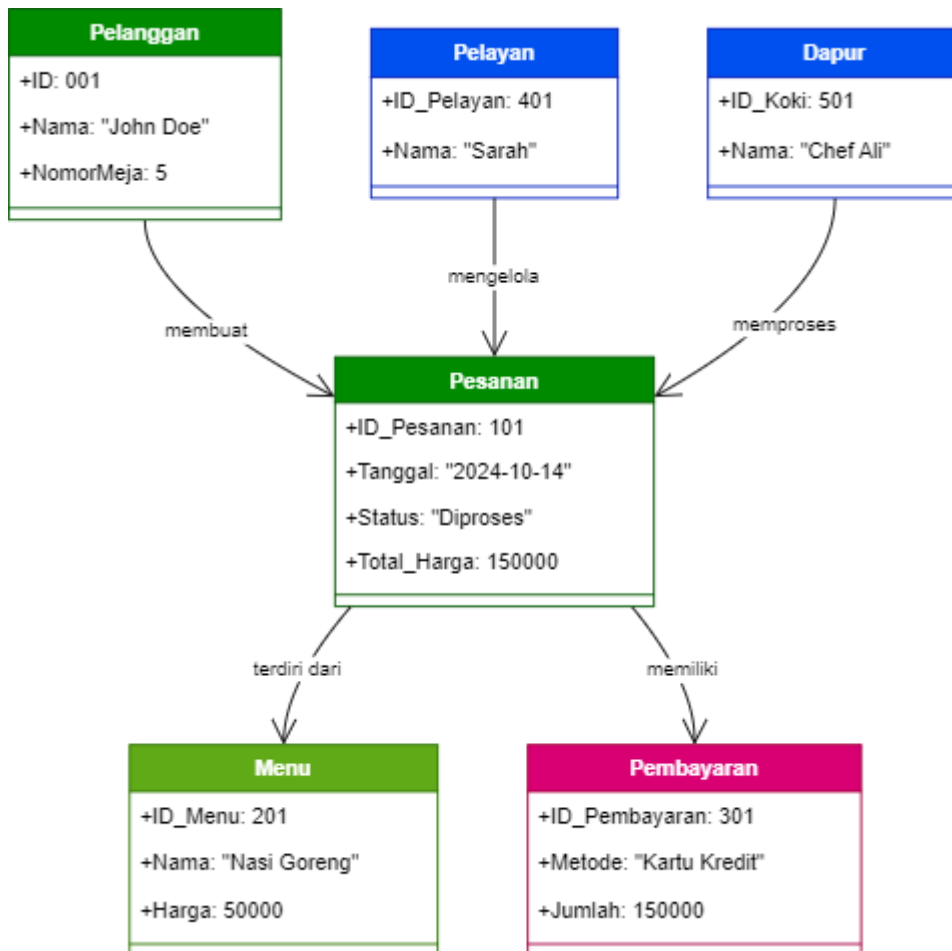 Pelanggan
+ID: 001
+Nama: "John Doe"
+NomorMeja: 5
Pelayan
+ID_Pelayan: 401
+Nama: "Sarah"
Dapur
+ID_Koki: 501
+Nama: "Chef Ali"
membuat
mengelola
memproses
Pesanan
+ID_Pesanan: 101
+Tanggal: "2024-10-14"
+Status: "Diproses"
+Total_Harga: 150000
terdiri dari
memiliki
Menu
+ID_Menu: 201
+Nama: "Nasi Goreng"
+Harga: 50000
Pembayaran
+ID_Pembayaran: 301
+Metode: "Kartu Kredit"
+Jumlah: 150000